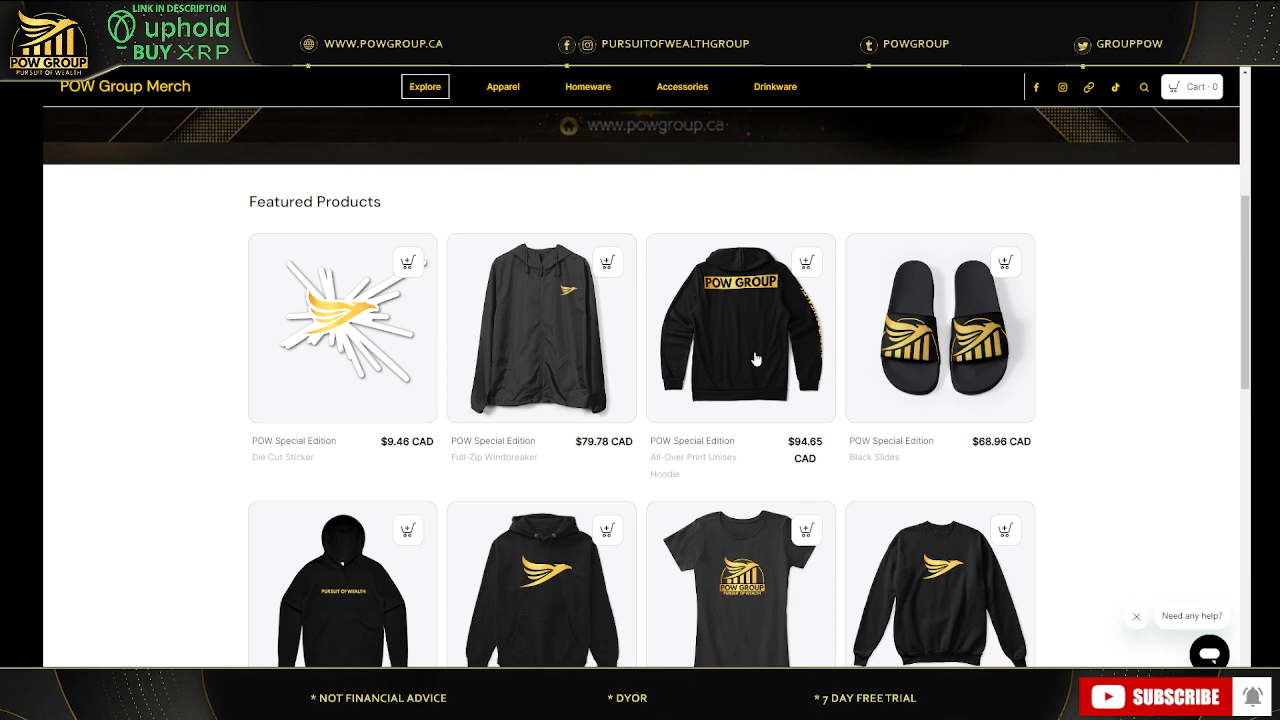 LINK IN DESCRIPTION
uphold
BUY XRP
POW GROUP
PURSUIT OF WEALTH
WWW.POWGROUP.CA
PURSUITOFWEALTHGROUP
POWGROUP
GROUPPOW
POW Group Merch
Explore
Apparel
Homeware
Accessories
Drinkware
Cart · 0
www.powgroup.ca
Featured Products
POW GROUP
POW Special Edition
$9.46 CAD
Die Cut Sticker
POW Special Edition
$79.78 CAD
Full-Zip Windbreaker
POW Special Edition
$94.65 CAD
All-Over Print Unisex
Hoodie
POW Special Edition
$68.96 CAD
Black Slides
PURSUIT OF WEALTH
POW GROUP
PURSUIT OF WEALTH
Need any help?
* NOT FINANCIAL ADVICE
* DYOR
* 7 DAY FREE TRIAL
SUBSCRIBE